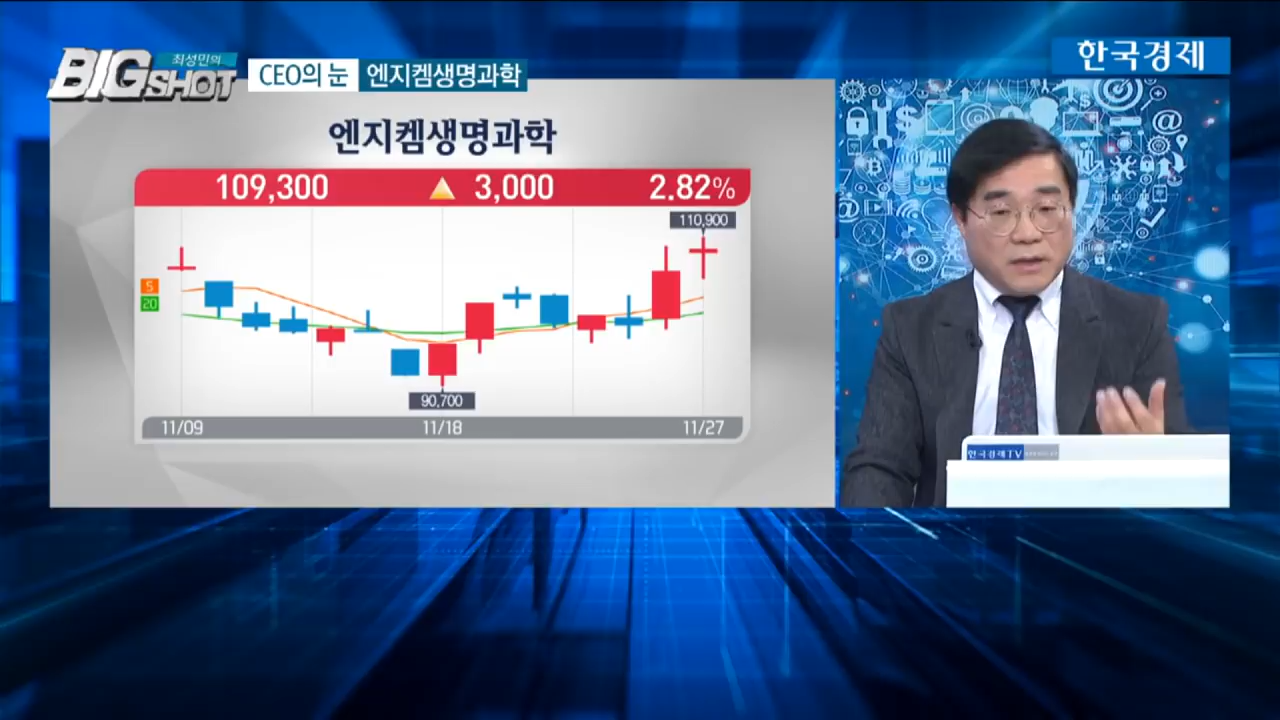 최성민의
BIG SHOT
CEO의 눈 엔지켐생명과학
한국경제
엔지켐생명과학
109,300 ▲ 3,000 2.82%
110,900
5
20
90,700
11/09 11/18 11/27
한국경제TV